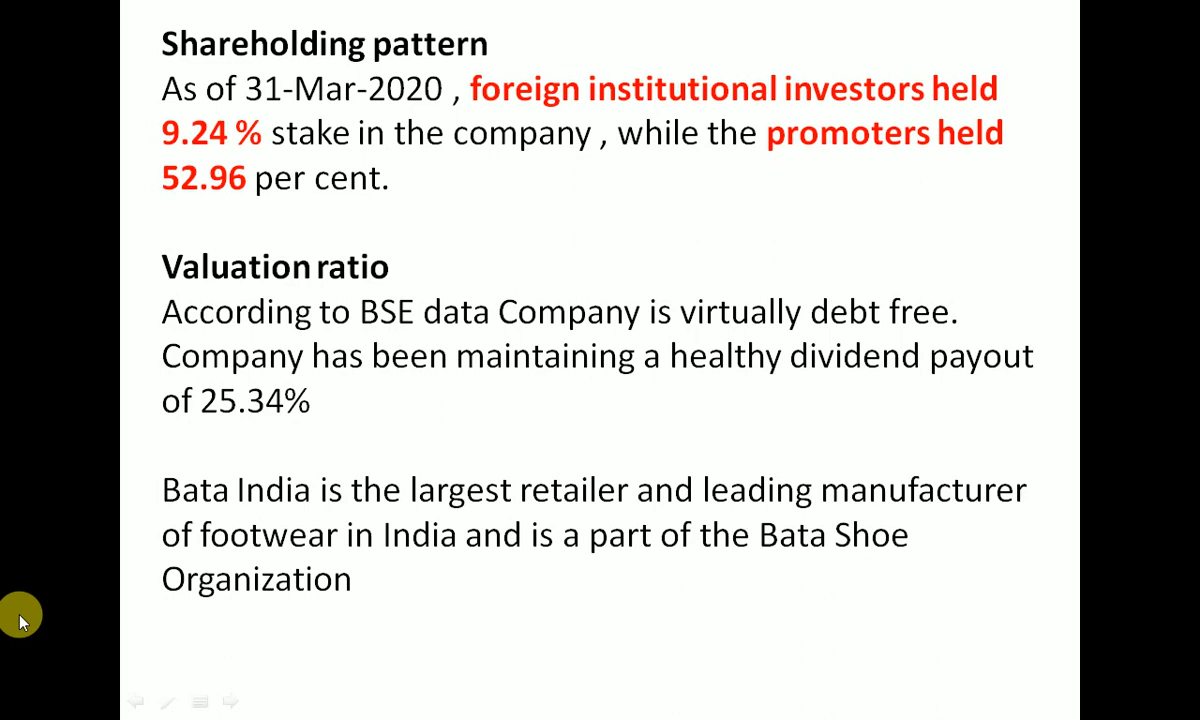 Shareholding pattern
As of 31-Mar-2020 , foreign institutional investors held
9.24 % stake in the company , while the promoters held
52.96 per cent.
Valuation ratio
According to BSE data Company is virtually debt free.
Company has been maintaining a healthy dividend payout
of 25.34%
Bata India is the largest retailer and leading manufacturer
of footwear in India and is a part of the Bata Shoe
Organization